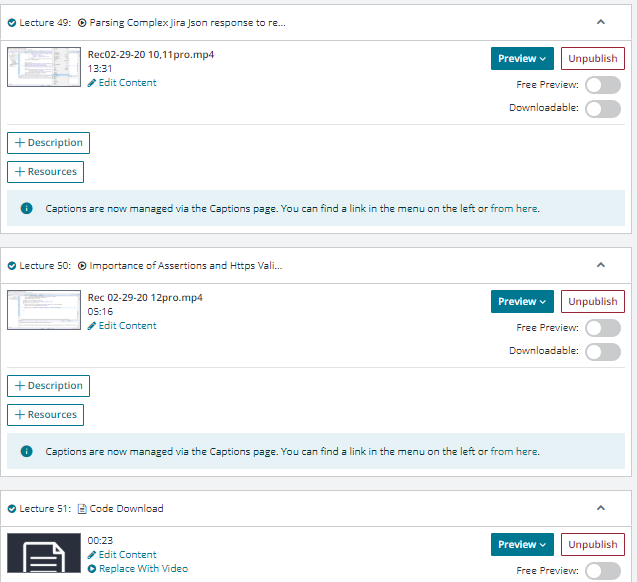 Lecture 49: Parsing Complex Jira Json response to re...
Rec02-29-20 10,11pro.mp4
Preview
Unpublish
13:31
Edit Content
Free Preview:
Downloadable:
+ Description
+ Resources
Captions are now managed via the Captions page. You can find a link in the menu on the left or from here.
Lecture 50: Importance of Assertions and Https Vali...
Rec 02-29-20 12pro.mp4
Preview
Unpublish
05:16
Edit Content
Free Preview:
Downloadable:
+ Description
+ Resources
Captions are now managed via the Captions page. You can find a link in the menu on the left or from here.
Lecture 51: Code Download
00:23
Preview
Unpublish
Edit Content
Replace With Video
Free Preview: